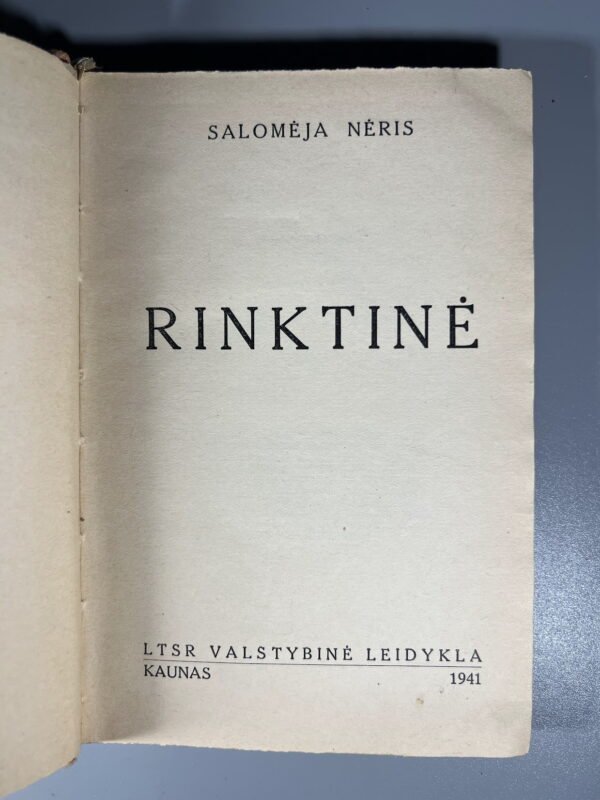 SALOMĖJA NĖRIS
RINKTINĖ
LTSR VALSTYBINĖ LEIDYKLA
KAUNAS 1941